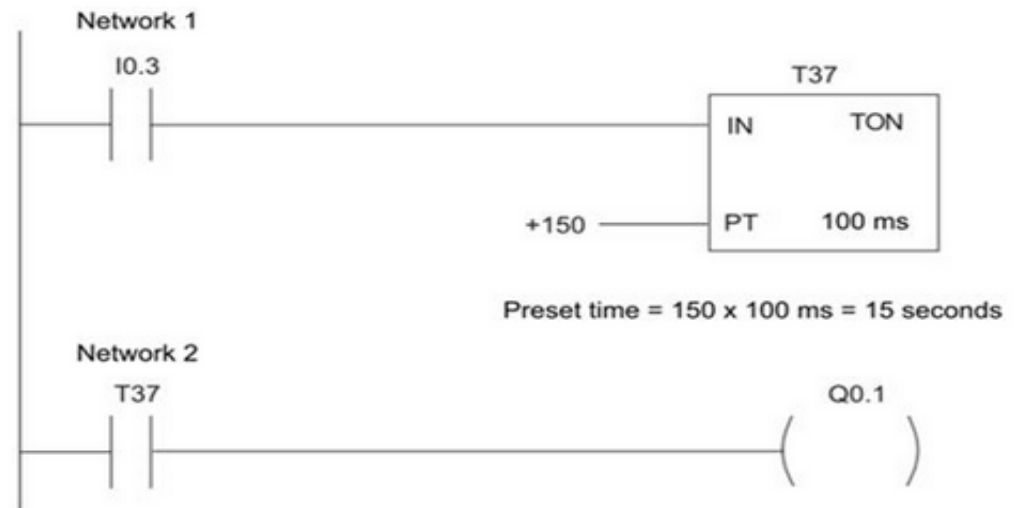 Network 1
I0.3
T37
IN TON
+150 PT 100 ms
Preset time = 150 x 100 ms = 15 seconds
Network 2
T37 Q0.1